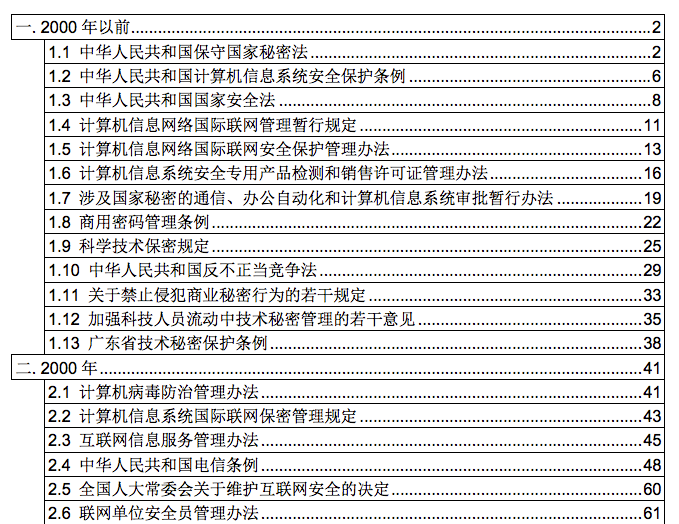 一. 2000 年以前........2
1.1 中华人民共和国保守国家秘密法........2
1.2 中华人民共和国计算机信息系统安全保护条例........6
1.3 中华人民共和国国家安全法........8
1.4 计算机信息网络国际联网管理暂行规定........11
1.5 计算机信息网络国际联网安全保护管理办法........13
1.6 计算机信息系统安全专用产品检测和销售许可证管理办法........16
1.7 涉及国家秘密的通信、办公自动化和计算机信息系统审批暂行办法........19
1.8 商用密码管理条例........22
1.9 科学技术保密规定........25
1.10 中华人民共和国反不正当竞争法........29
1.11 关于禁止侵犯商业秘密行为的若干规定........33
1.12 加强科技人员流动中技术秘密管理的若干意见........35
1.13 广东省技术秘密保护条例........38
二. 2000 年........41
2.1 计算机病毒防治管理办法........41
2.2 计算机信息系统国际联网保密管理规定........43
2.3 互联网信息服务管理办法........45
2.4 中华人民共和国电信条例........48
2.5 全国人大常委会关于维护互联网安全的决定........60
2.6 联网单位安全员管理办法........61